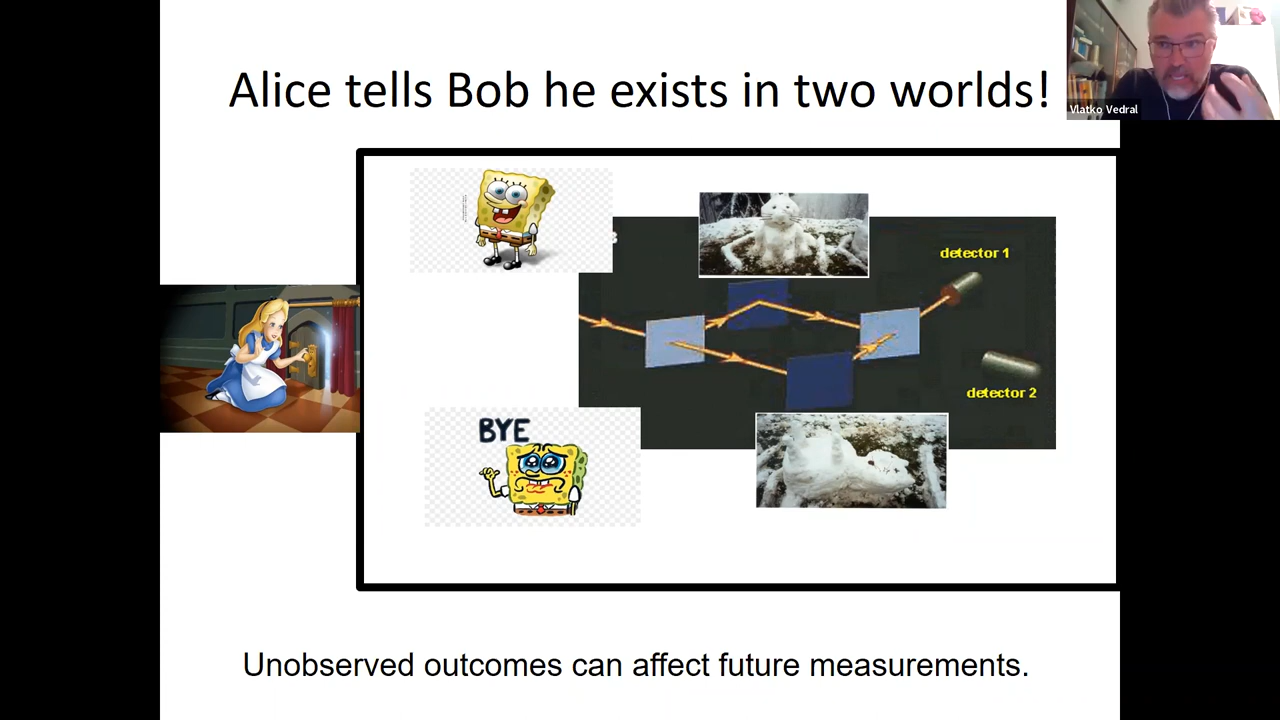 Alice tells Bob he exists in two worlds!
Vlatko Vedral
detector 1
BYE
detector 2
Unobserved outcomes can affect future measurements.